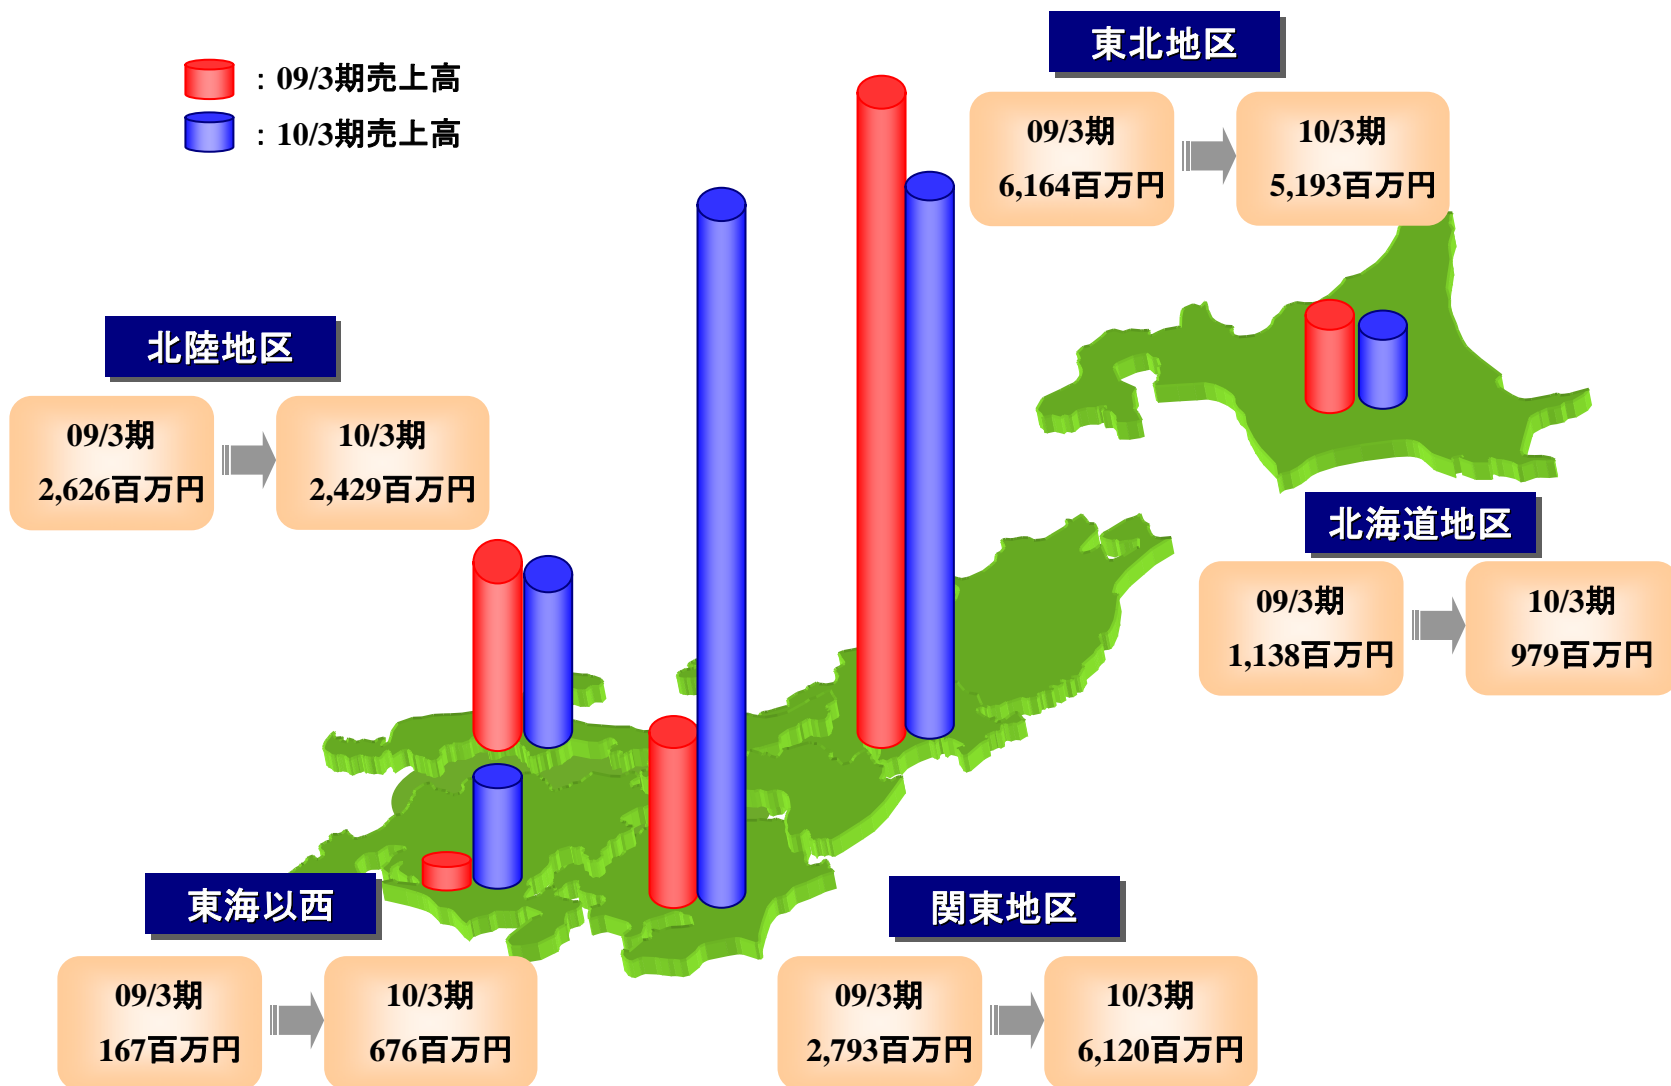 ：09/3期売上高
：10/3期売上高
東北地区
09/3期
6,164百万円
10/3期
5,193百万円
北陸地区
09/3期
2,626百万円
10/3期
2,429百万円
北海道地区
09/3期
1,138百万円
10/3期
979百万円
東海以西
09/3期
167百万円
10/3期
676百万円
関東地区
09/3期
2,793百万円
10/3期
6,120百万円